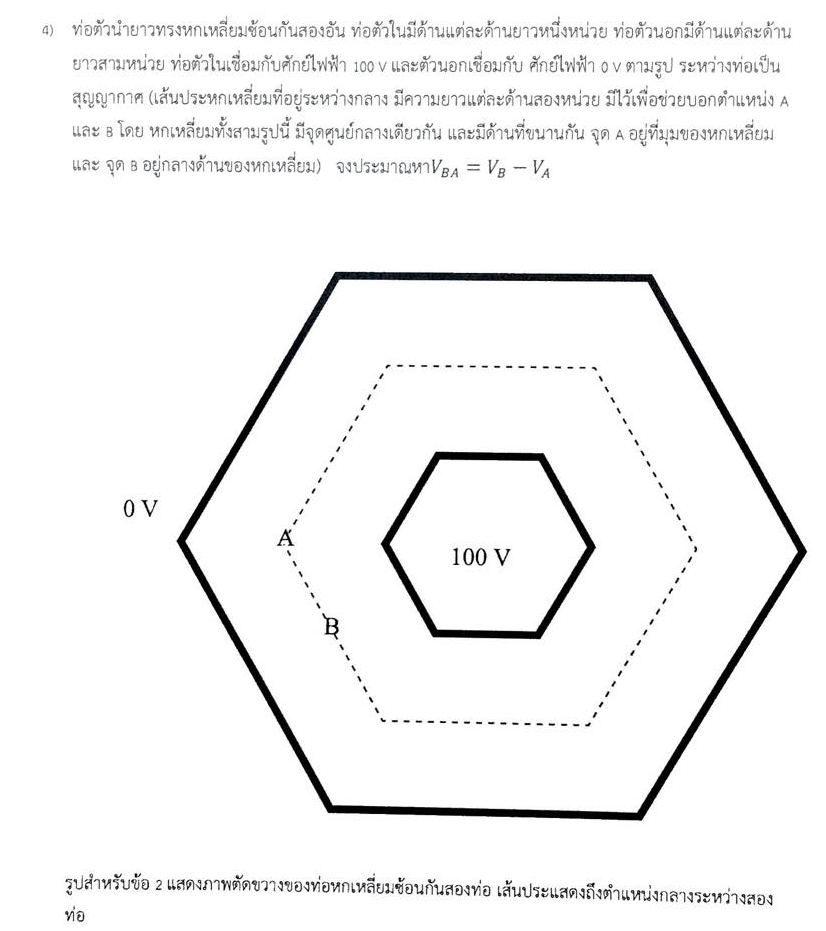 4) ท่อตัวนำยาวทรงหกเหลี่ยมซ้อนกันสองอัน ท่อตัวในมีด้านแต่ละด้านยาวหนึ่งหน่วย ท่อตัวนอกมีด้านแต่ละด้าน
ยาวสามหน่วย ท่อตัวในเชื่อมกับศักย์ไฟฟ้า 100 V และตัวนอกเชื่อมกับ ศักย์ไฟฟ้า 0 V ตามรูป ระหว่างท่อเป็น
สุญญากาศ (เส้นประหกเหลี่ยมที่อยู่ระหว่างกลาง มีความยาวแต่ละด้านสองหน่วย มีไว้เพื่อช่วยบอกตำแหน่ง A
และ B โดย หกเหลี่ยมทั้งสามรูปนี้ มีจุดศูนย์กลางเดียวกัน และมีด้านที่ขนานกัน จุด A อยู่ที่มุมของหกเหลี่ยม
และ จุด B อยู่กลางด้านของหกเหลี่ยม) จงประมาณหา V_{BA} = V_B − V_A
0 V
A
100 V
B
รูปสำหรับข้อ 2 แสดงภาพตัดขวางของท่อหกเหลี่ยมซ้อนกันสองท่อ เส้นประแสดงถึงตำแหน่งกลางระหว่างสอง
ท่อ